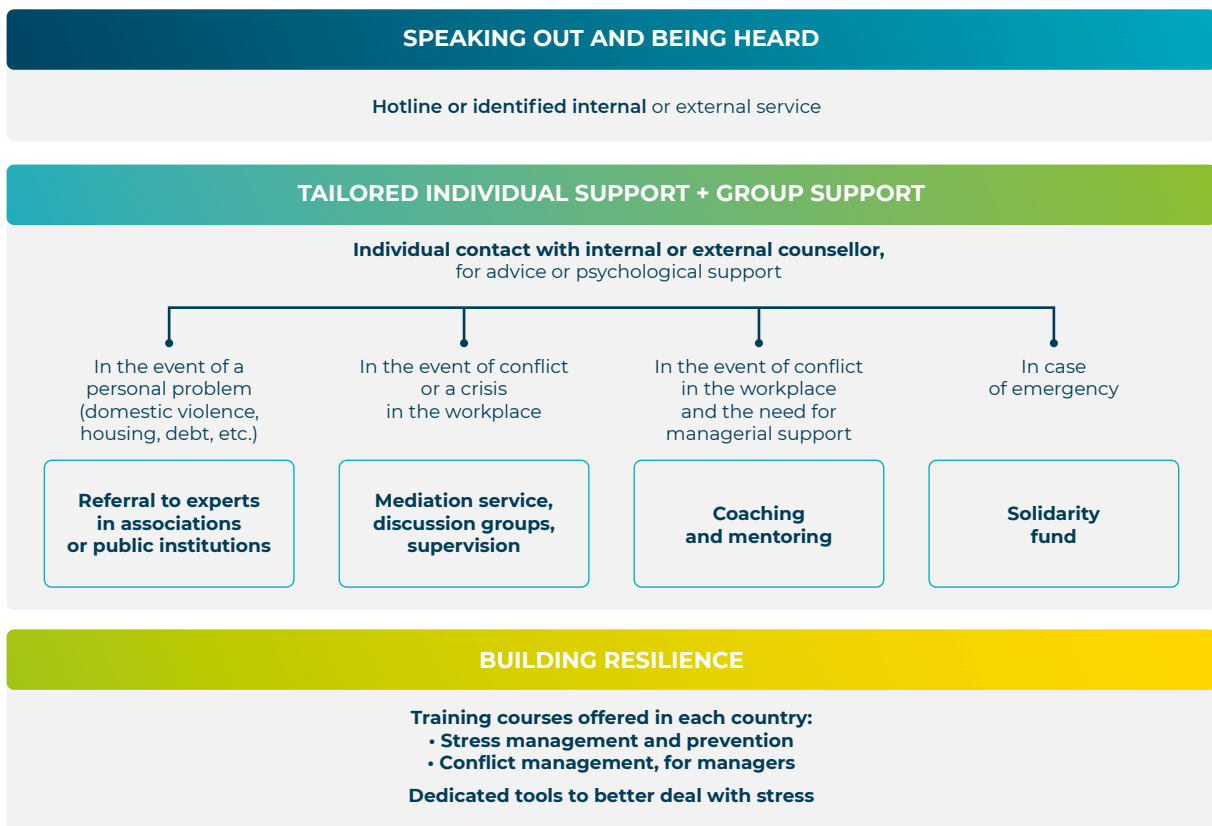 SPEAKING OUT AND BEING HEARD
Hotline or identified internal or external service
TAILORED INDIVIDUAL SUPPORT + GROUP SUPPORT
Individual contact with internal or external counsellor,
for advice or psychological support
In the event of a
personal problem
(domestic violence,
housing, debt, etc.)
Referral to experts
in associations
or public institutions
In the event of conflict
or a crisis
in the workplace
Mediation service,
discussion groups,
supervision
In the event of conflict
in the workplace
and the need for
managerial support
Coaching
and mentoring
In case
of emergency
Solidarity
fund
BUILDING RESILIENCE
Training courses offered in each country:
• Stress management and prevention
• Conflict management, for managers
Dedicated tools to better deal with stress